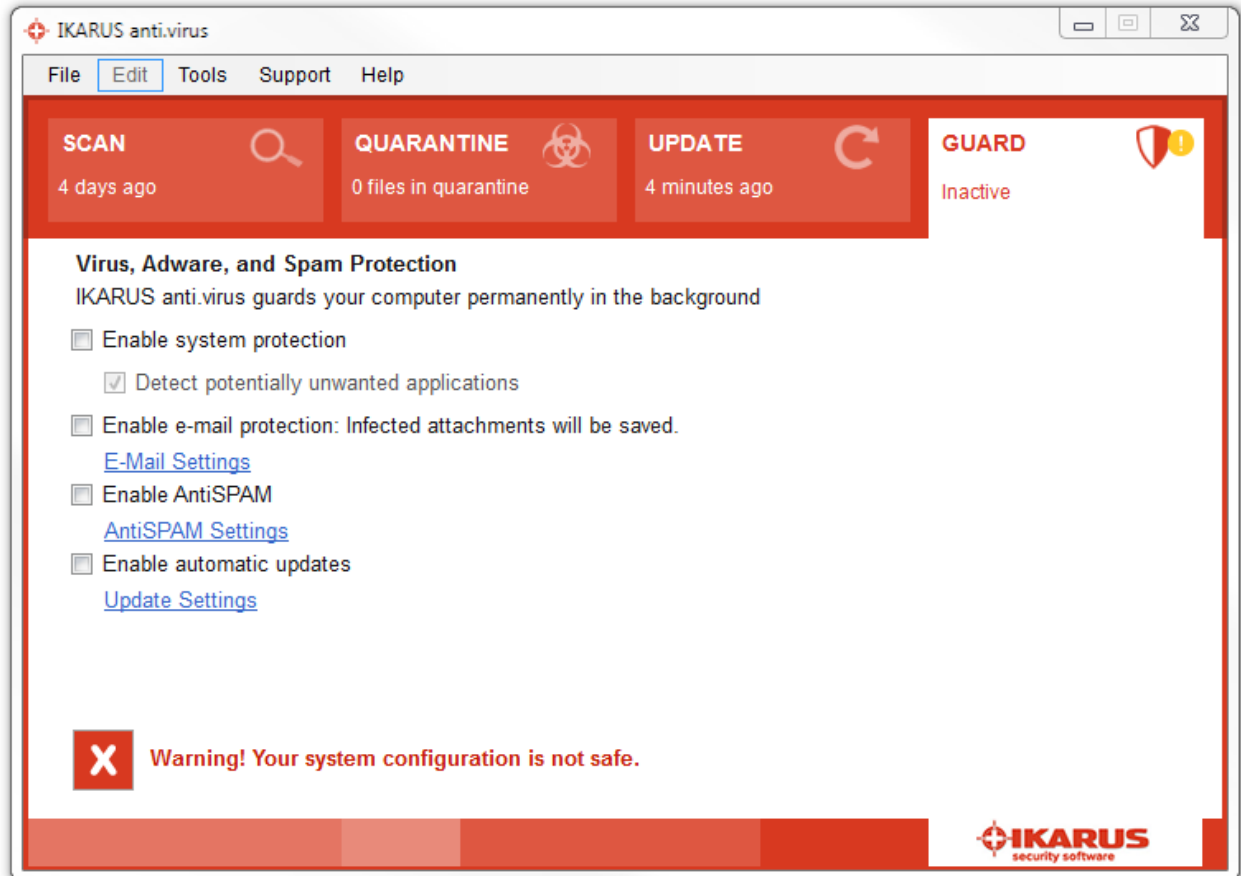 IKARUS anti.virus
File Edit Tools Support Help
SCAN
4 days ago
QUARANTINE
0 files in quarantine
UPDATE
4 minutes ago
GUARD
Inactive
Virus, Adware, and Spam Protection
IKARUS anti.virus guards your computer permanently in the background
Enable system protection
Detect potentially unwanted applications
Enable e-mail protection: Infected attachments will be saved.
E-Mail Settings
Enable AntiSPAM
AntiSPAM Settings
Enable automatic updates
Update Settings
Warning! Your system configuration is not safe.
IKARUS
security software